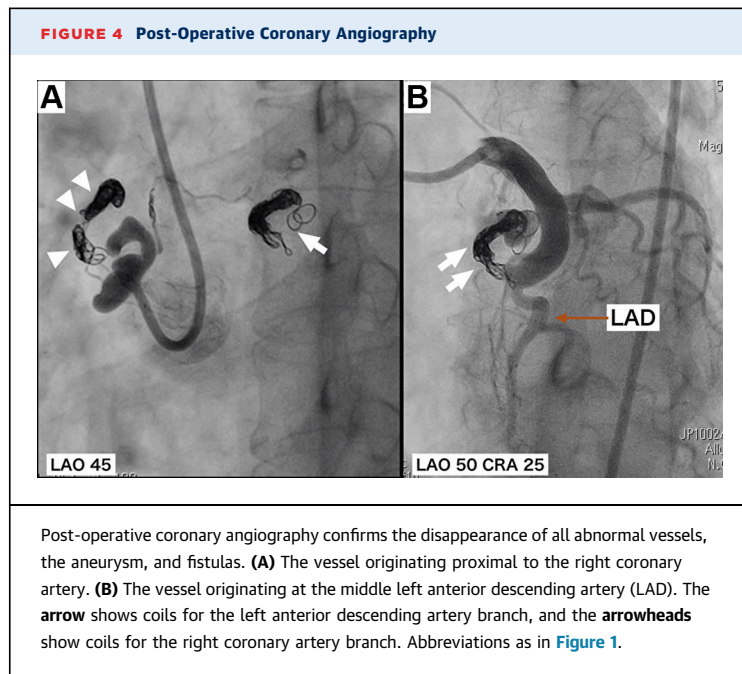 FIGURE 4 Post-Operative Coronary Angiography
A
B
Mag
LAD
JP10024
LAO 45
LAO 50 CRA 25
Post-operative coronary angiography confirms the disappearance of all abnormal vessels,
the aneurysm, and fistulas. (A) The vessel originating proximal to the right coronary
artery. (B) The vessel originating at the middle left anterior descending artery (LAD). The
arrow shows coils for the left anterior descending artery branch, and the arrowheads
show coils for the right coronary artery branch. Abbreviations as in Figure 1.